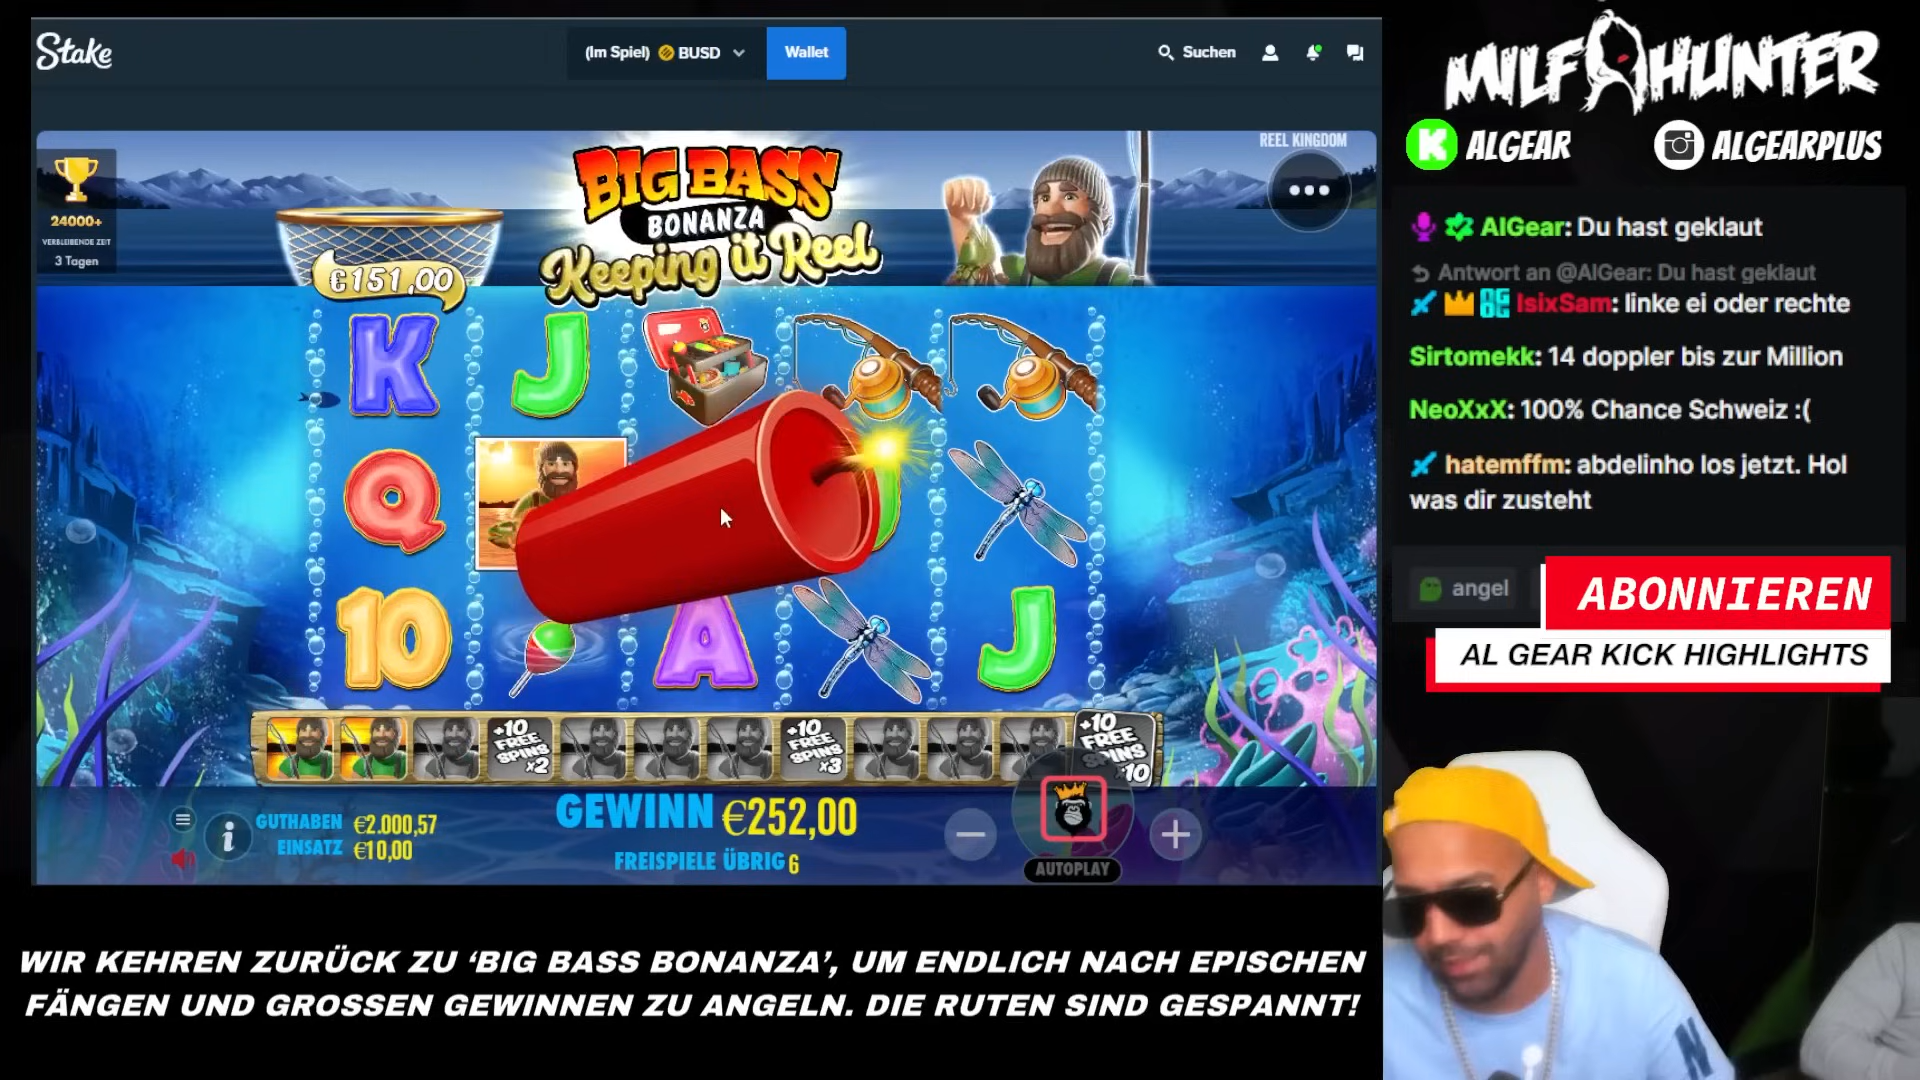 Stake
(Im Spiel) BUSD
Wallet
Suchen
24000+
VERBLEIBENDE ZEIT
3 Tagen
€151,00
BIG BASS
BONANZA
Keeping it Reel
REEL KINGDOM
K
J
Q
10
A
J
+10
FREE
SPINS
x2
+10
FREE
SPINS
x3
+10
FREE
SPINS
x10
GUTHABEN €2.000,57
EINSATZ €10,00
GEWINN €252,00
FREISPIELE ÜBRIG 6
AUTOPLAY
WIR KEHREN ZURÜCK ZU ‘BIG BASS BONANZA’, UM ENDLICH NACH EPISCHEN
FÄNGEN UND GROSSEN GEWINNEN ZU ANGELN. DIE RUTEN SIND GESPANNT!
MILF HUNTER
K ALGEAR
ALGEARPLUS
AlGear: Du hast geklaut
Antwort an @AlGear: Du hast geklaut
OG IsixSam: linke ei oder rechte
Sirtomekk: 14 doppler bis zur Million
NeoXxX: 100% Chance Schweiz :(
hatemffm: abdelinho los jetzt. Hol
was dir zusteht
angel
ABONNIEREN
AL GEAR KICK HIGHLIGHTS
N